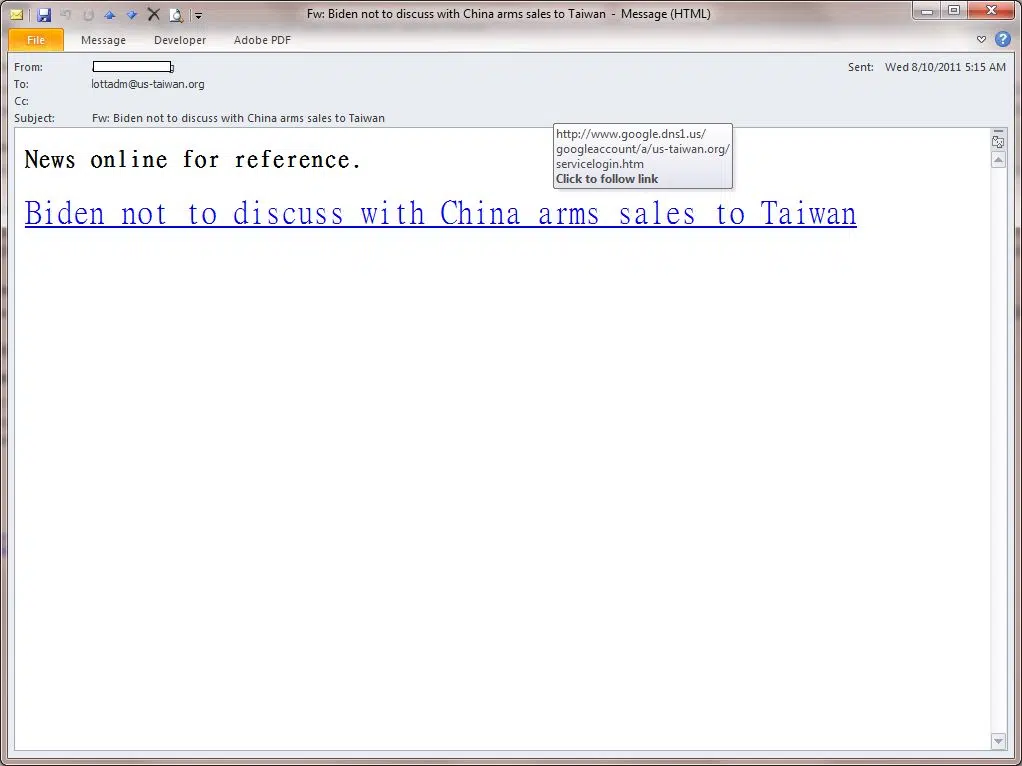 Fw: Biden not to discuss with China arms sales to Taiwan - Message (HTML)
File Message Developer Adobe PDF
From:
Sent: Wed 8/10/2011 5:15 AM
To: lottadm@us-taiwan.org
Cc:
Subject: Fw: Biden not to discuss with China arms sales to Taiwan
http://www.google.dns1.us/
googleaccount/a/us-taiwan.org/
servicelogin.htm
Click to follow link
News online for reference.
Biden not to discuss with China arms sales to Taiwan